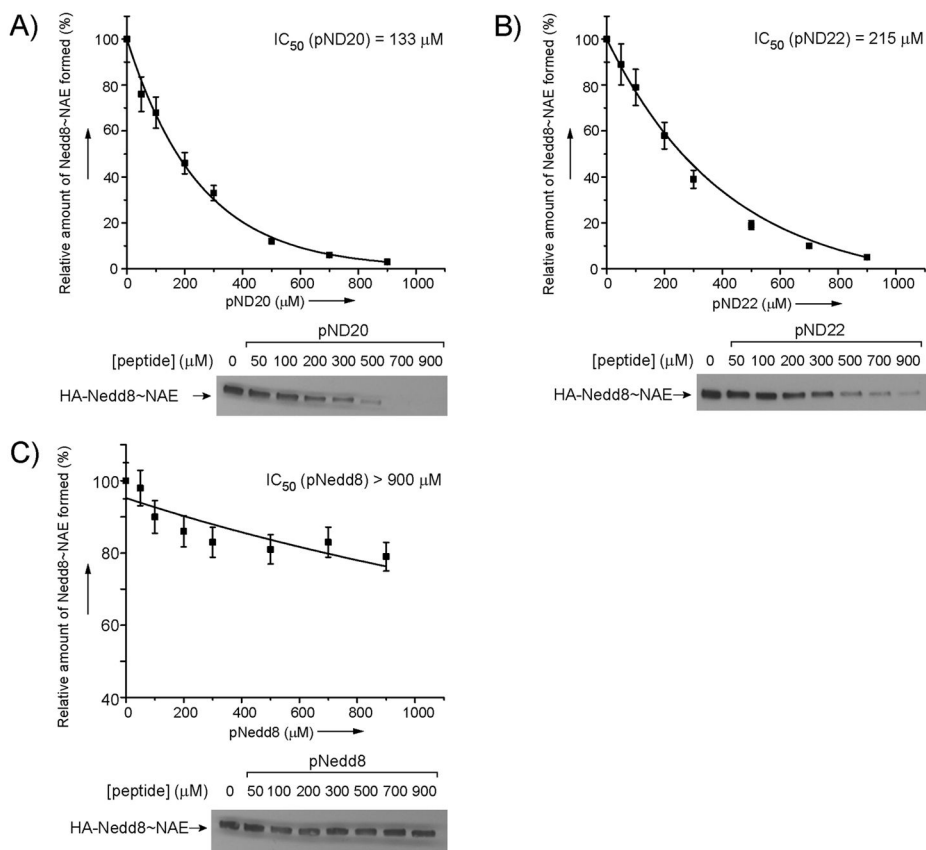 A)
IC50 (pND20) = 133 μM
Relative amount of Nedd8~NAE formed (%)
100
80
60
40
20
0
0 200 400 600 800 1000
pND20 (μM)
pND20
[peptide] (μM) 0 50 100 200 300 500 700 900
HA-Nedd8~NAE
B)
IC50 (pND22) = 215 μM
Relative amount of Nedd8~NAE formed (%)
100
80
60
40
20
0
0 200 400 600 800 1000
pND22 (μM)
pND22
[peptide] (μM) 0 50 100 200 300 500 700 900
HA-Nedd8~NAE
C)
IC50 (pNedd8) > 900 μM
Relative amount of Nedd8~NAE formed (%)
100
80
60
40
0 200 400 600 800 1000
pNedd8 (μM)
pNedd8
[peptide] (μM) 0 50 100 200 300 500 700 900
HA-Nedd8~NAE